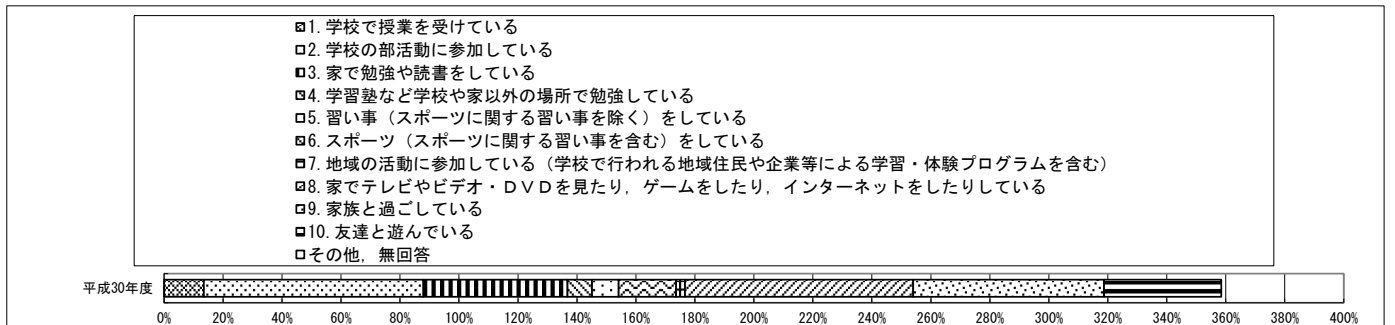 1. 学校で授業を受けている
2. 学校の部活動に参加している
3. 家で勉強や読書をしている
4. 学習塾など学校や家以外の場所で勉強している
5. 習い事（スポーツに関する習い事を除く）をしている
6. スポーツ（スポーツに関する習い事を含む）をしている
7. 地域の活動に参加している（学校で行われる地域住民や企業等による学習・体験プログラムを含む）
8. 家でテレビやビデオ・ＤＶＤを見たり，ゲームをしたり，インターネットをしたりしている
9. 家族と過ごしている
10. 友達と遊んでいる
その他，無回答
平成30年度
0% 20% 40% 60% 80% 100% 120% 140% 160% 180% 200% 220% 240% 260% 280% 300% 320% 340% 360% 380% 400%